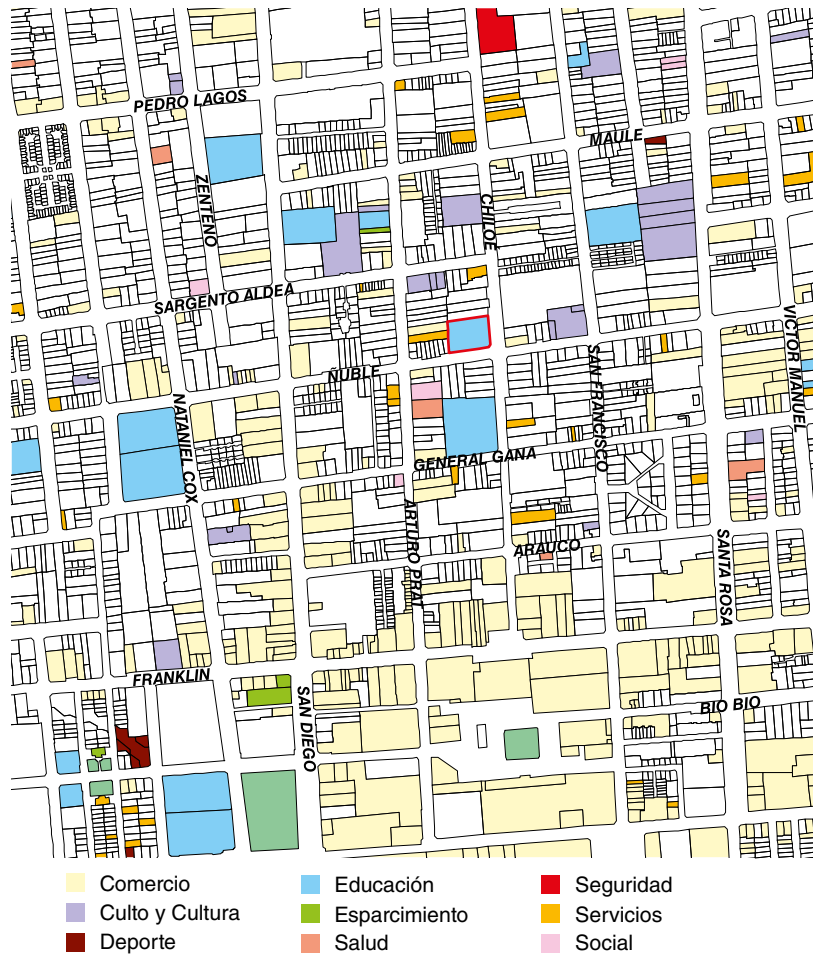 PEDRO LAGOS
MAULE
ZENTENO
CHILOE
SARGENTO ALDEA
VICTOR MANUEL
ÑUBLE
SAN FRANCISCO
NATANIEL COX
GENERAL GANA
ARTURO PRAT
ARAUCO
SANTA ROSA
FRANKLIN
SAN DIEGO
BIO BIO
Comercio
Culto y Cultura
Deporte
Educación
Esparcimiento
Salud
Seguridad
Servicios
Social